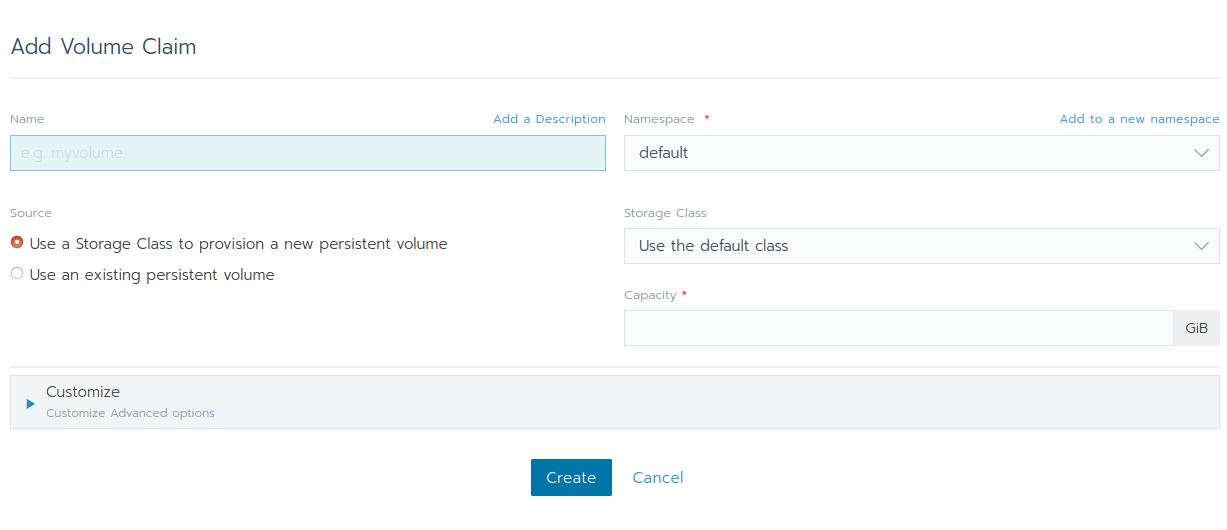 Add Volume Claim
Name
Add a Description
Namespace *
Add to a new namespace
e.g. myvolume
default
Source
Storage Class
Use a Storage Class to provision a new persistent volume
Use the default class
Use an existing persistent volume
Capacity *
GiB
Customize
Customize Advanced options
Create
Cancel